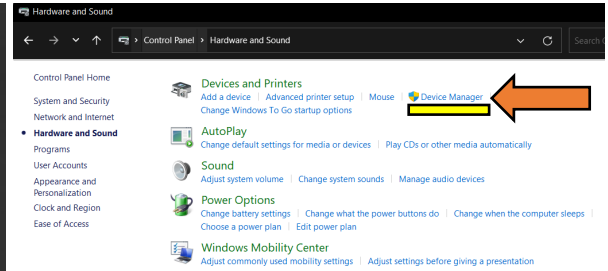 Hardware and Sound
Control Panel > Hardware and Sound
Search
Control Panel Home
System and Security
Network and Internet
Hardware and Sound
Programs
User Accounts
Appearance and
Personalization
Clock and Region
Ease of Access
Devices and Printers
Add a device | Advanced printer setup | Mouse | Device Manager
Change Windows To Go startup options
AutoPlay
Change default settings for media or devices | Play CDs or other media automatically
Sound
Adjust system volume | Change system sounds | Manage audio devices
Power Options
Change battery settings | Change what the power buttons do | Change when the computer sleeps |
Choose a power plan | Edit power plan
Windows Mobility Center
Adjust commonly used mobility settings | Adjust settings before giving a presentation